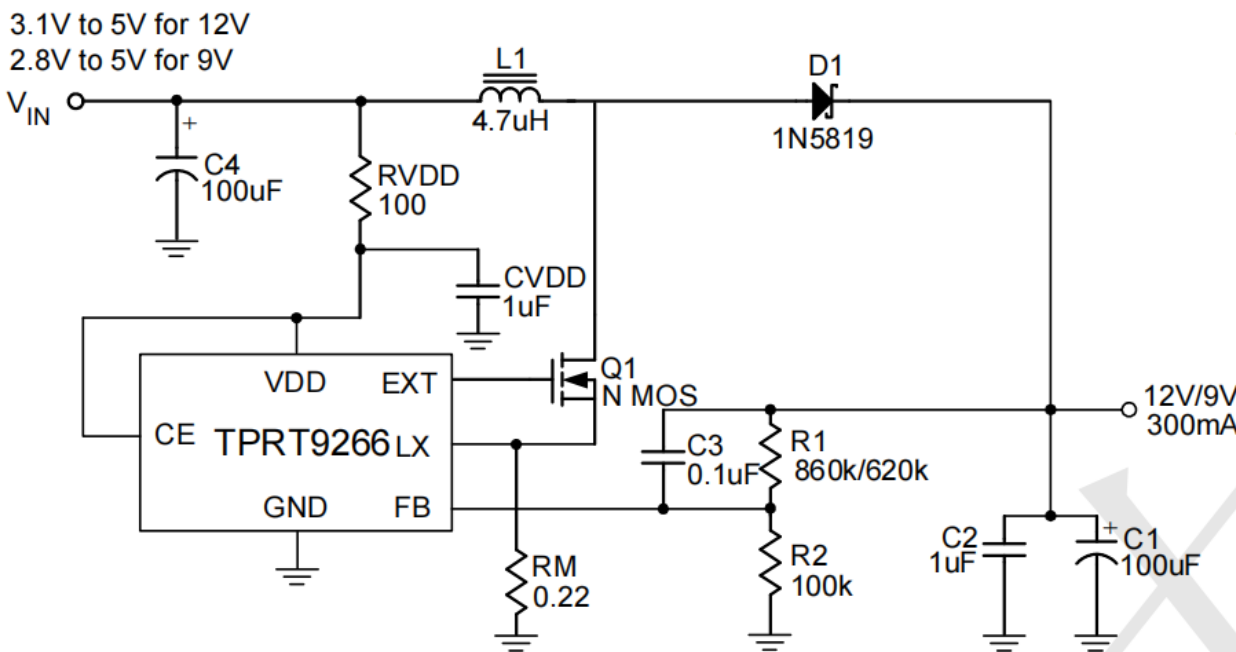 3.1V to 5V for 12V
2.8V to 5V for 9V
VIN
L1
4.7uH
D1
1N5819
+
C4
100uF
RVDD
100
CVDD
1uF
VDD
EXT
Q1
N MOS
CE
TPRT9266
LX
GND
FB
12V/9V
300mA
C3
0.1uF
R1
860k/620k
RM
0.22
R2
100k
C2
1uF
+
C1
100uF